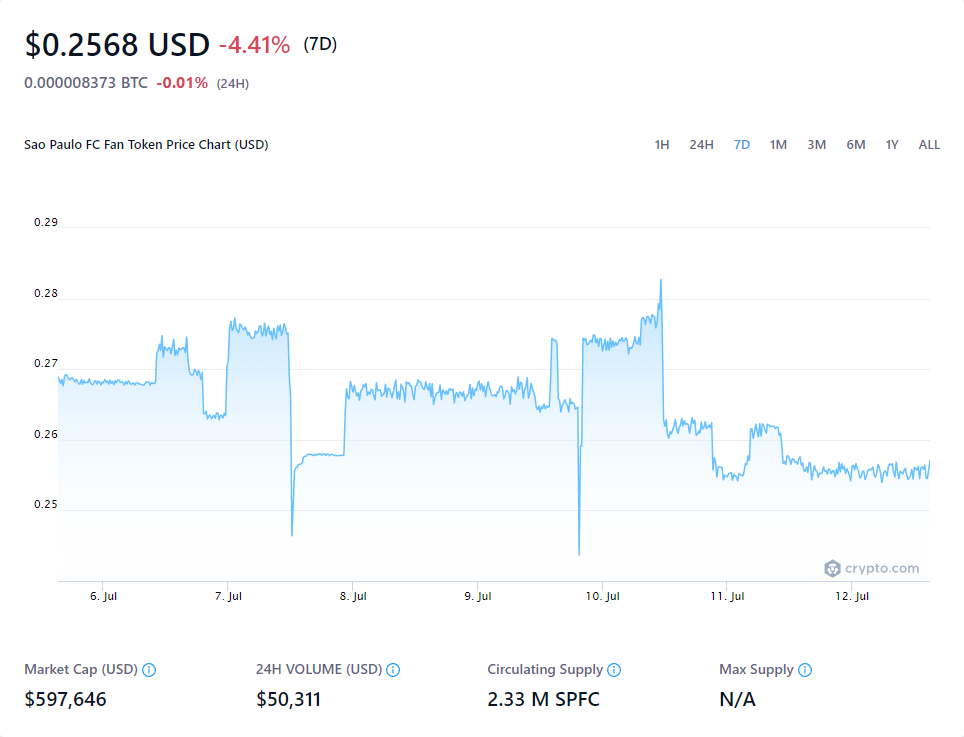 $0.2568 USD -4.41% (7D)
0.000008373 BTC -0.01% (24H)
Sao Paulo FC Fan Token Price Chart (USD) 1H 24H 7D 1M 3M 6M 1Y ALL
0.29
0.28
0.27
0.26
0.25
crypto.com
6. Jul 7. Jul 8. Jul 9. Jul 10. Jul 11. Jul 12. Jul
Market Cap (USD) 24H VOLUME (USD) Circulating Supply Max Supply
$597,646 $50,311 2.33 M SPFC N/A